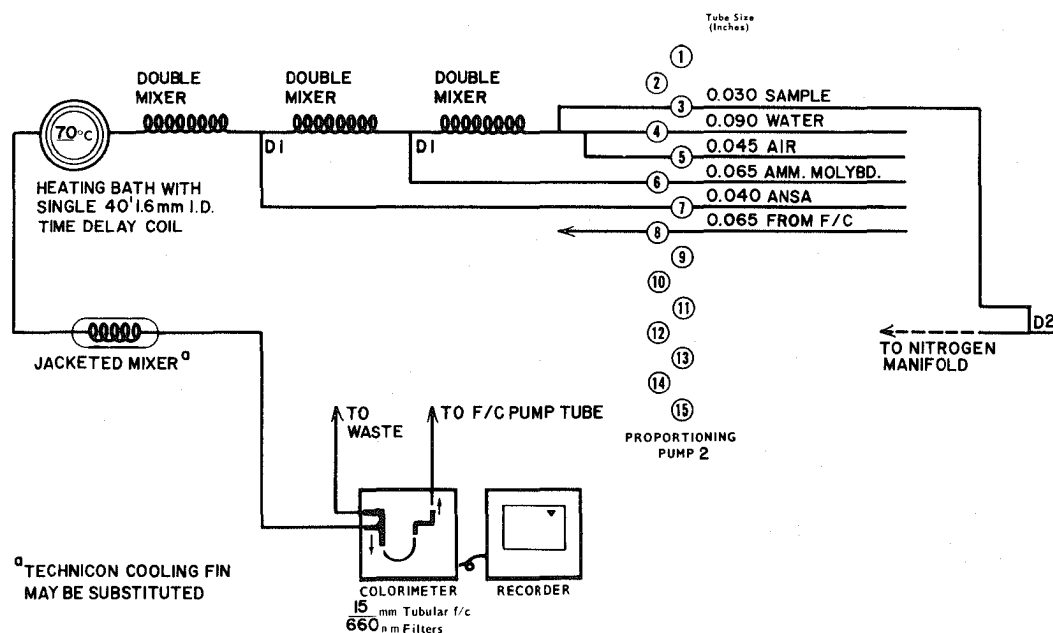 Tube Size
(Inches)
1
2
3
4
5
6
7
8
9
10
11
12
13
14
15
0.030 SAMPLE
0.090 WATER
0.045 AIR
0.065 AMM. MOLYBD.
0.040 ANSA
0.065 FROM F/C
DOUBLE
MIXER
DOUBLE
MIXER
DOUBLE
MIXER
70°C
D1
D1
HEATING BATH WITH
SINGLE 40' 1.6mm I.D.
TIME DELAY COIL
D2
TO NITROGEN
MANIFOLD
JACKETED MIXER a
TO
WASTE
TO F/C PUMP TUBE
PROPORTIONING
PUMP 2
COLORIMETER
RECORDER
15 mm Tubular f/c
660 nm Filters
a TECHNICON COOLING FIN
MAY BE SUBSTITUTED